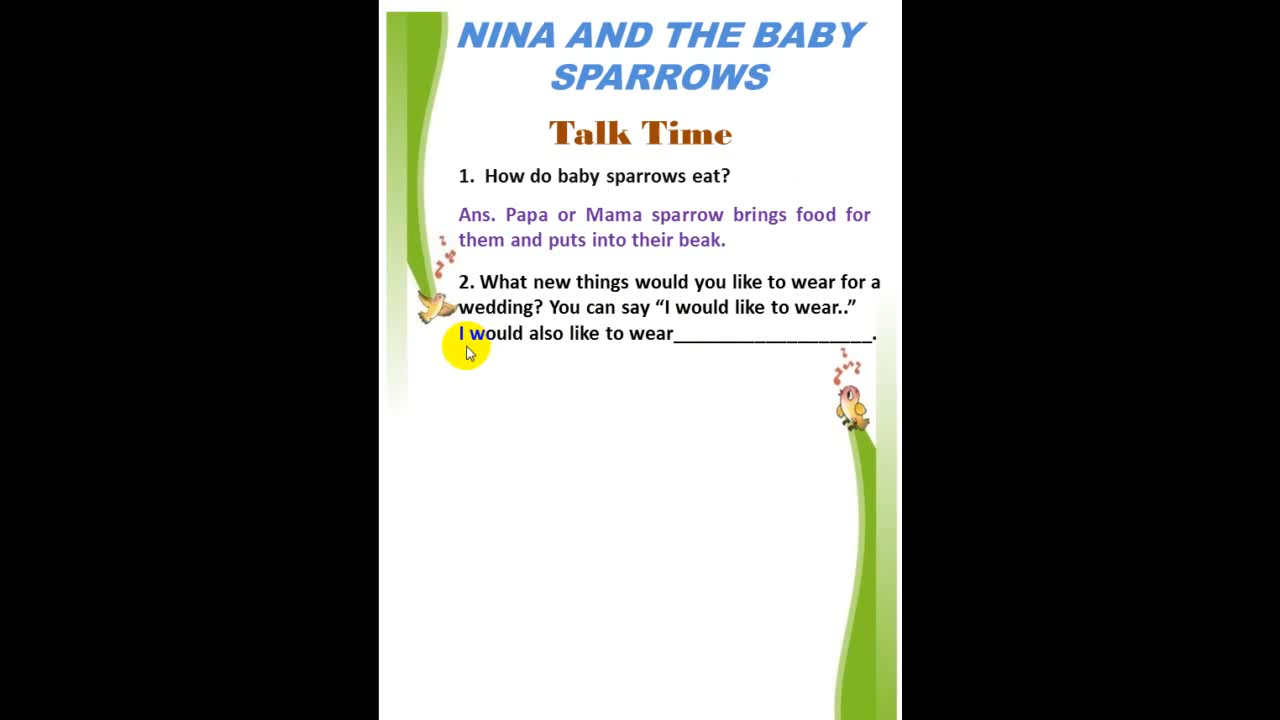 NINA AND THE BABY
SPARROWS
Talk Time
1. How do baby sparrows eat?
Ans. Papa or Mama sparrow brings food for
them and puts into their beak.
2. What new things would you like to wear for a
wedding? You can say “I would like to wear..”
I would also like to wear___________________.